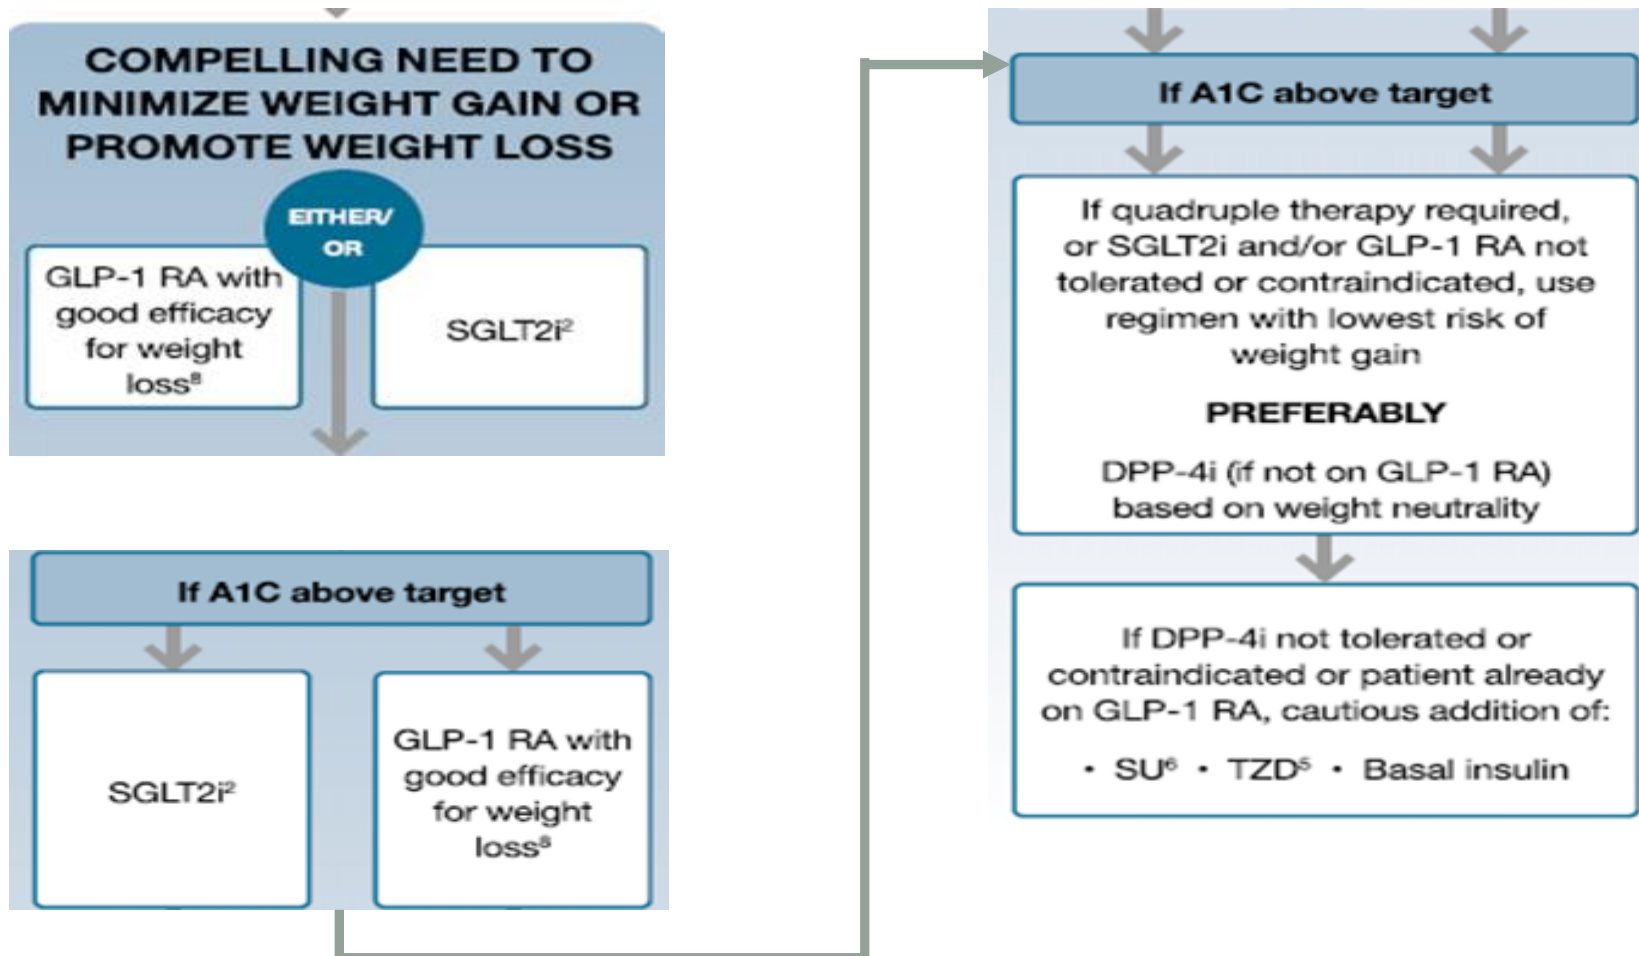 COMPELLING NEED TO
MINIMIZE WEIGHT GAIN OR
PROMOTE WEIGHT LOSS
EITHER/
OR
GLP-1 RA with
good efficacy
for weight
loss⁸
SGLT2i²
If A1C above target
SGLT2i²
GLP-1 RA with
good efficacy
for weight
loss⁸
If A1C above target
If quadruple therapy required,
or SGLT2i and/or GLP-1 RA not
tolerated or contraindicated, use
regimen with lowest risk of
weight gain
PREFERABLY
DPP-4i (if not on GLP-1 RA)
based on weight neutrality
If DPP-4i not tolerated or
contraindicated or patient already
on GLP-1 RA, cautious addition of:
• SU⁶ • TZD⁵ • Basal insulin